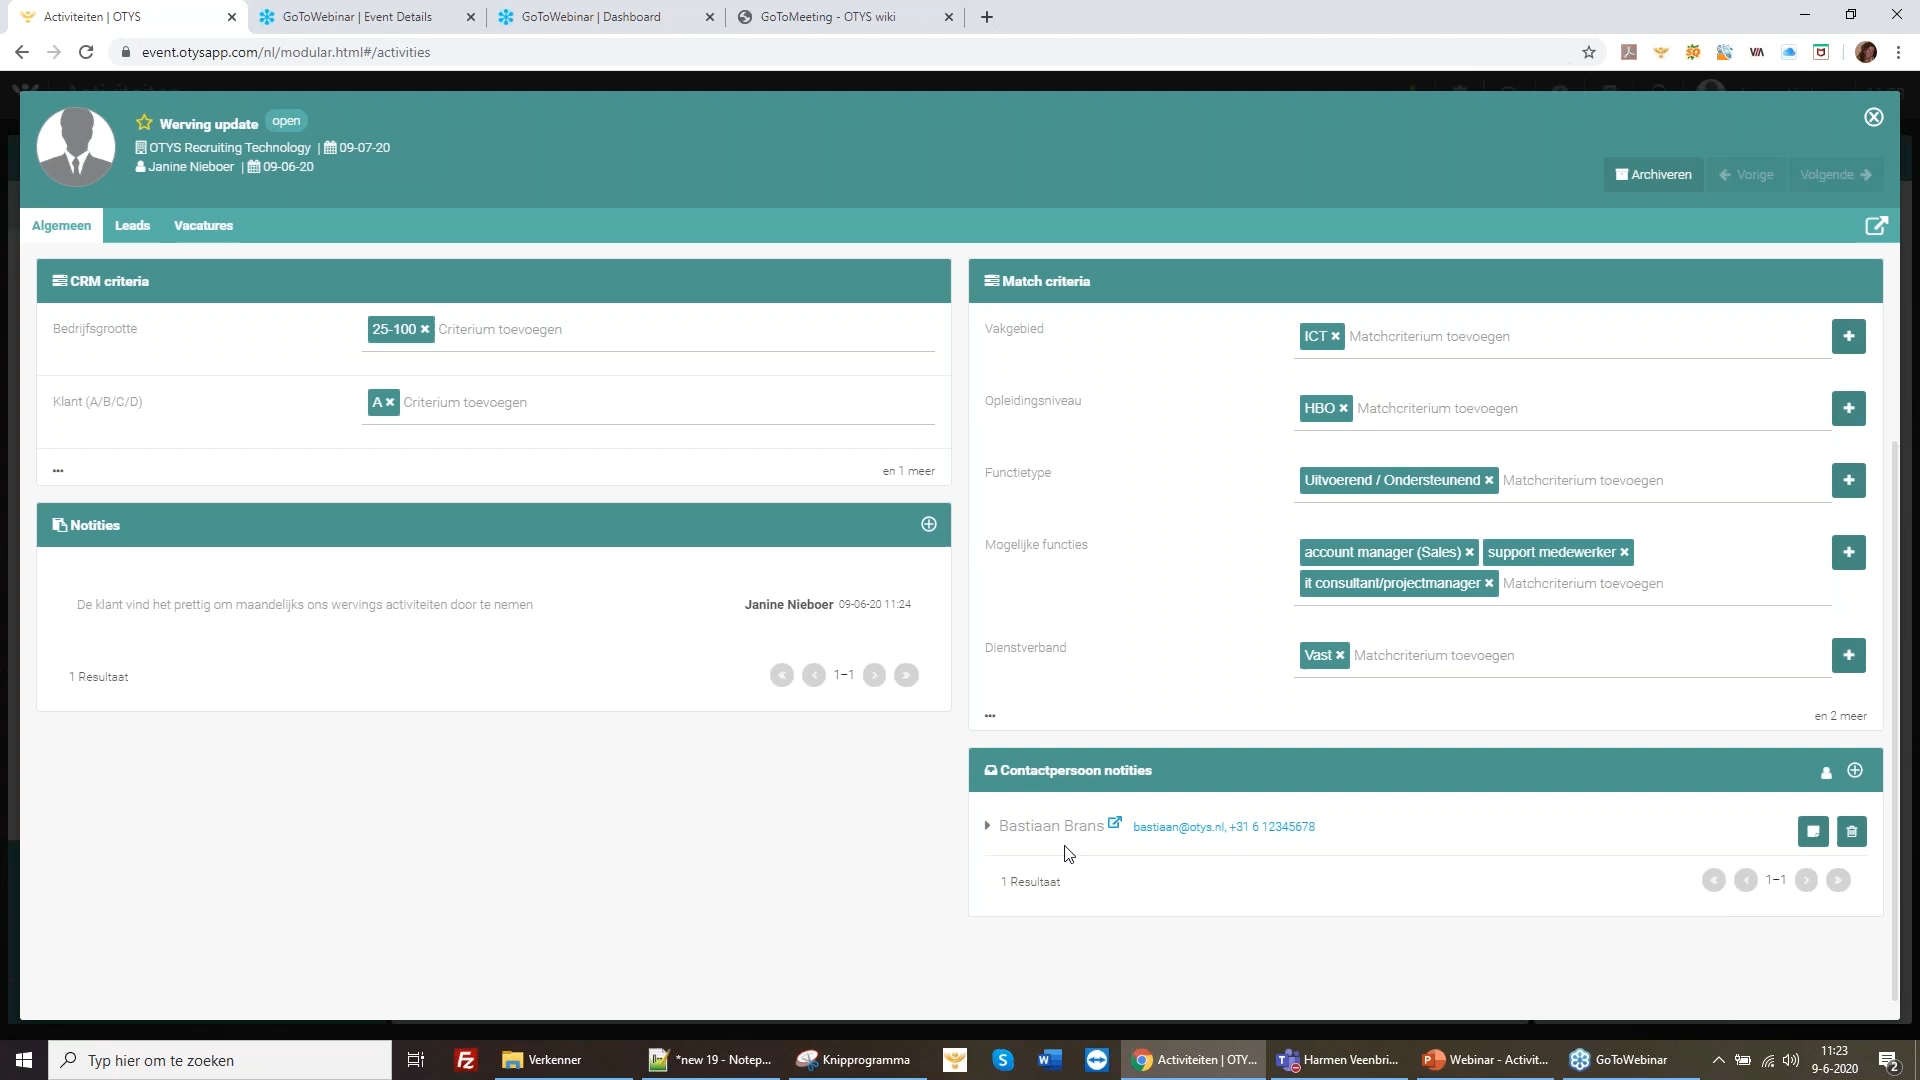 Activiteiten | OTYS
GoToWebinar | Event Details
GoToWebinar | Dashboard
GoToMeeting - OTYS wiki
event.otysapp.com/nl/modular.html#/activities
Werving update open
OTYS Recruiting Technology | 09-07-20
Janine Nieboer | 09-06-20
Archiveren
Vorige
Volgende
Algemeen
Leads
Vacatures
CRM criteria
Bedrijfsgrootte
25-100 Criterium toevoegen
Klant (A/B/C/D)
A Criterium toevoegen
...
en 1 meer
Notities
De klant vind het prettig om maandelijks ons wervings activiteiten door te nemen
Janine Nieboer 09-06-20 11:24
1 Resultaat
1-1
Match criteria
Vakgebied
ICT Matchcriterium toevoegen
Opleidingsniveau
HBO Matchcriterium toevoegen
Functietype
Uitvoerend / Ondersteunend Matchcriterium toevoegen
Mogelijke functies
account manager (Sales) support medewerker
it consultant/projectmanager Matchcriterium toevoegen
Dienstverband
Vast Matchcriterium toevoegen
...
en 2 meer
Contactpersoon notities
Bastiaan Brans bastiaan@otys.nl, +31 6 12345678
1 Resultaat
1-1
Typ hier om te zoeken
Verkenner
*new 19 - Notep...
Knipprogramma
Activiteiten | OTY...
Harmen Veenbri...
Webinar - Activit...
GoToWebinar
11:23
9-6-2020
2